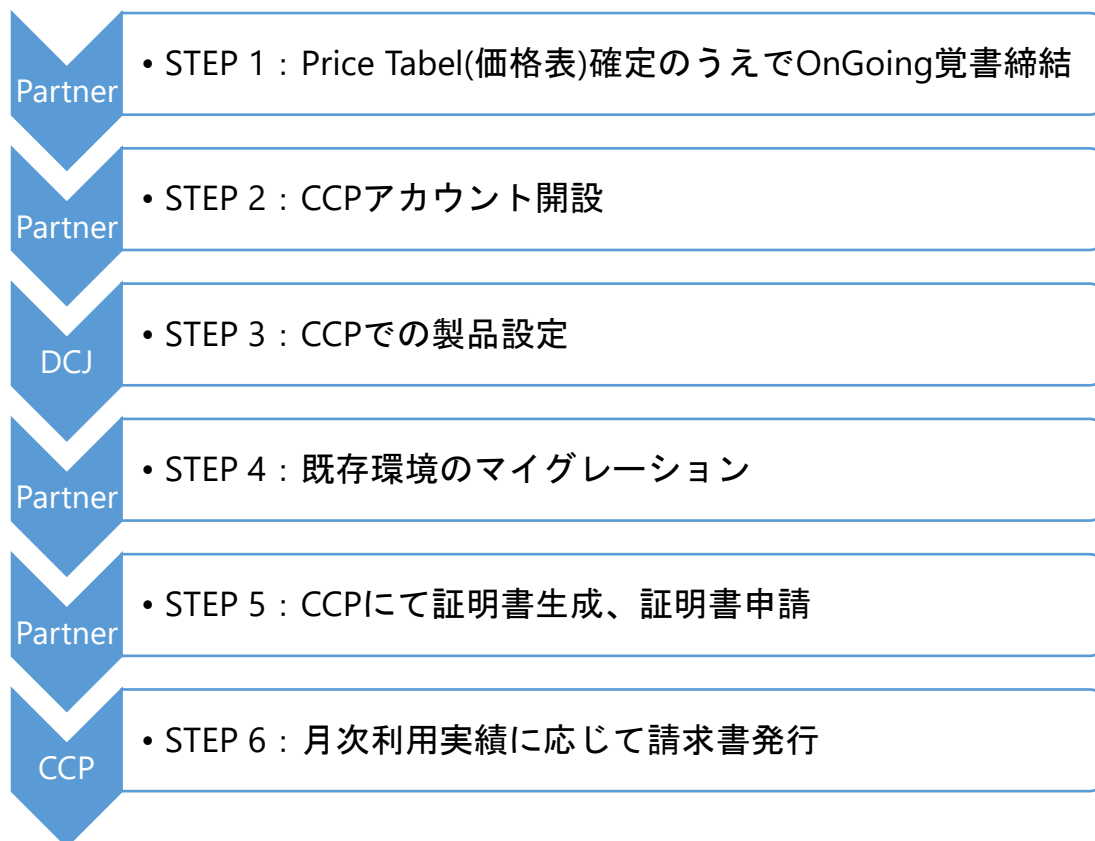 Partner
• STEP 1：Price Tabel(価格表)確定のうえでOnGoing覚書締結
Partner
• STEP 2：CCPアカウント開設
DCJ
• STEP 3：CCPでの製品設定
Partner
• STEP 4：既存環境のマイグレーション
Partner
• STEP 5：CCPにて証明書生成、証明書申請
CCP
• STEP 6：月次利用実績に応じて請求書発行